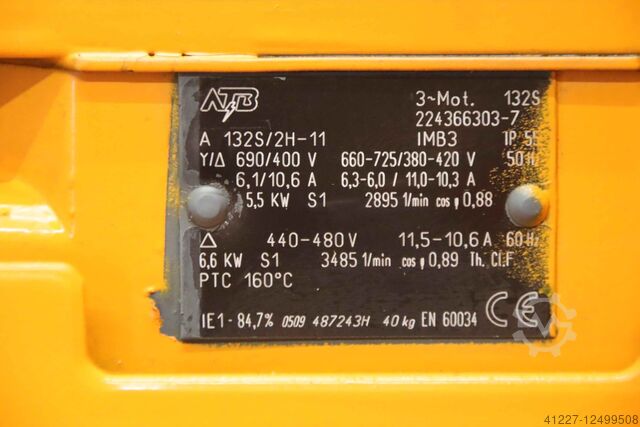 ATB 3~Mot. 132S
224366303-7
A 132S/2H-11 IMB3 IP 55
Y/Δ 690/400 V 660-725/380-420 V 50 Hz
6,1/10,6 A 6,3-6,0 / 11,0-10,3 A
5,5 KW S1 2895 1/min cos φ 0,88
Δ 440-480 V 11,5-10,6 A 60 Hz
6,6 KW S1 3485 1/min cos φ 0,89 Th. Cl.F
PTC 160°C
IE1-84,7% 0509 487243H 40 kg EN 60034 CE
41227-12499508